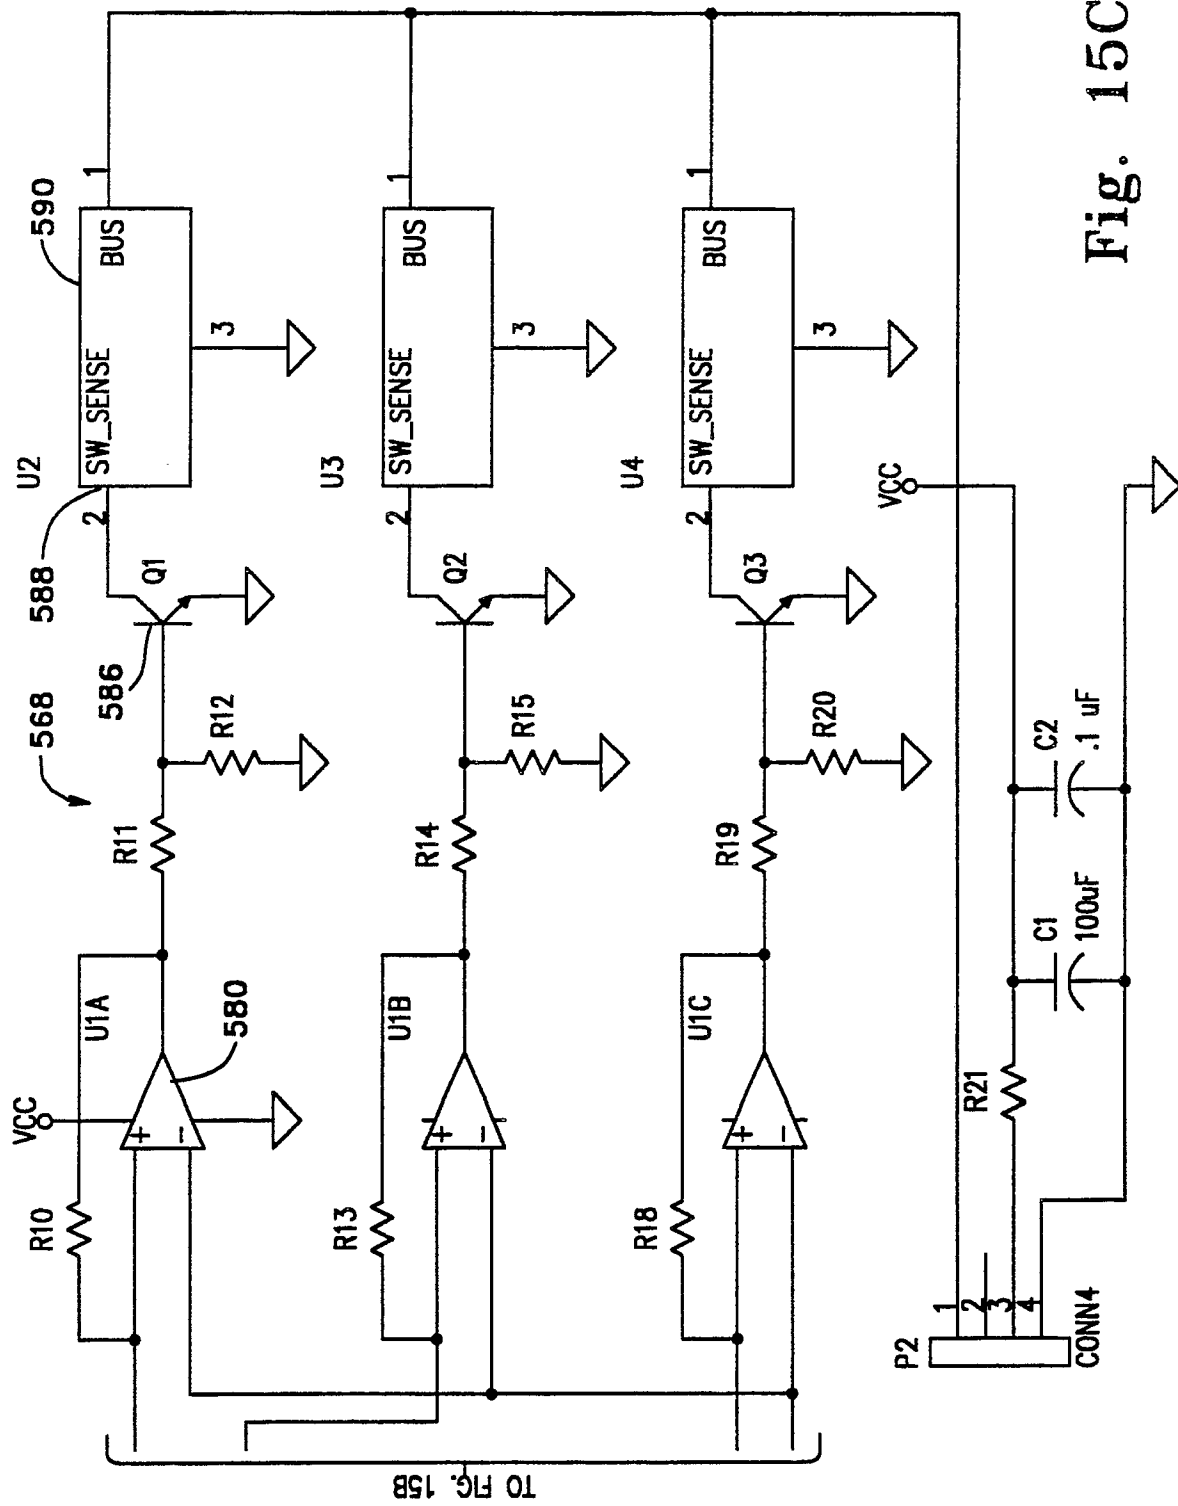 VCC
R10
U1A
580
+
−
R11
568
R12
586
Q1
588
2
U2
SW_SENSE
BUS
590
1
3
R13
U1B
+
−
R14
R15
Q2
2
U3
SW_SENSE
BUS
1
3
R18
U1C
+
−
R19
R20
Q3
2
U4
SW_SENSE
BUS
1
3
TO FIG. 15B
P2
1
2
3
4
CONN4
R21
C1
100uF
C2
.1 uF
VCC
Fig. 15C